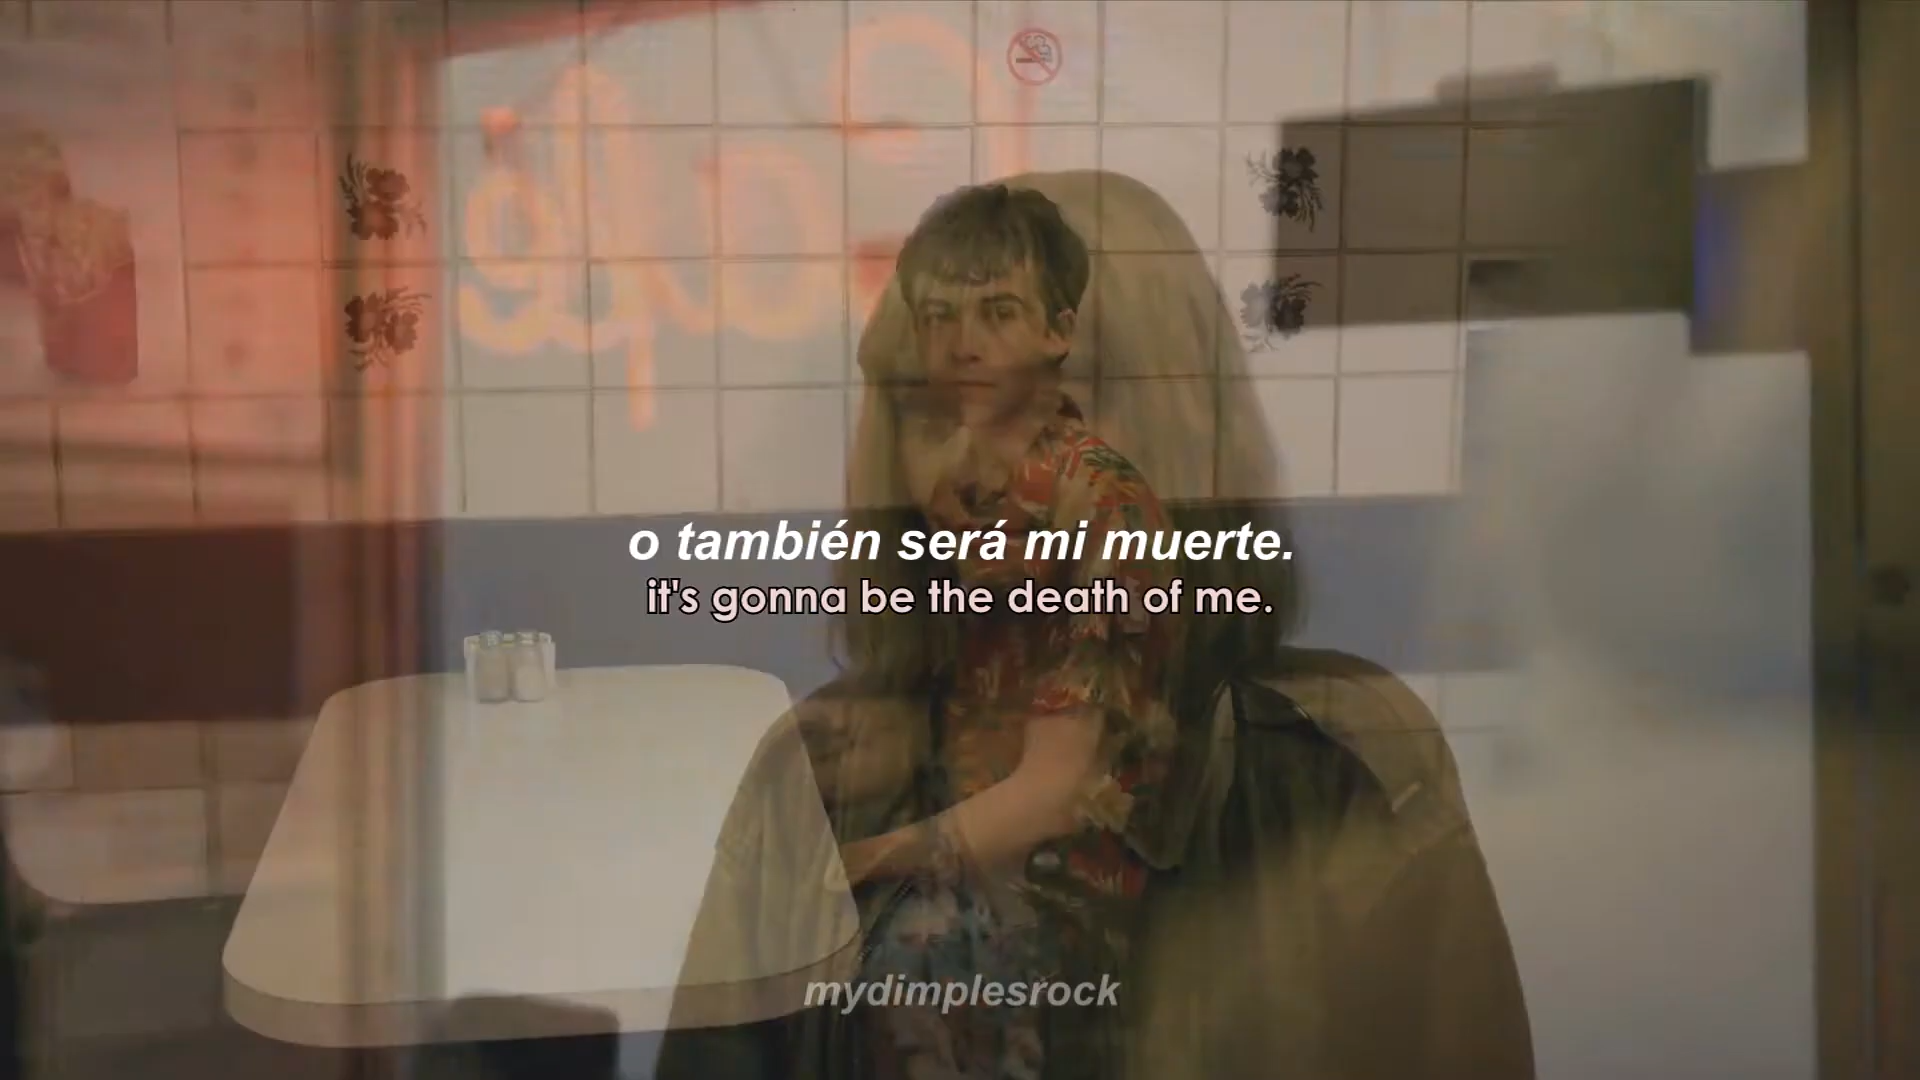 o también será mi muerte.
it's gonna be the death of me.
mydimplesrock